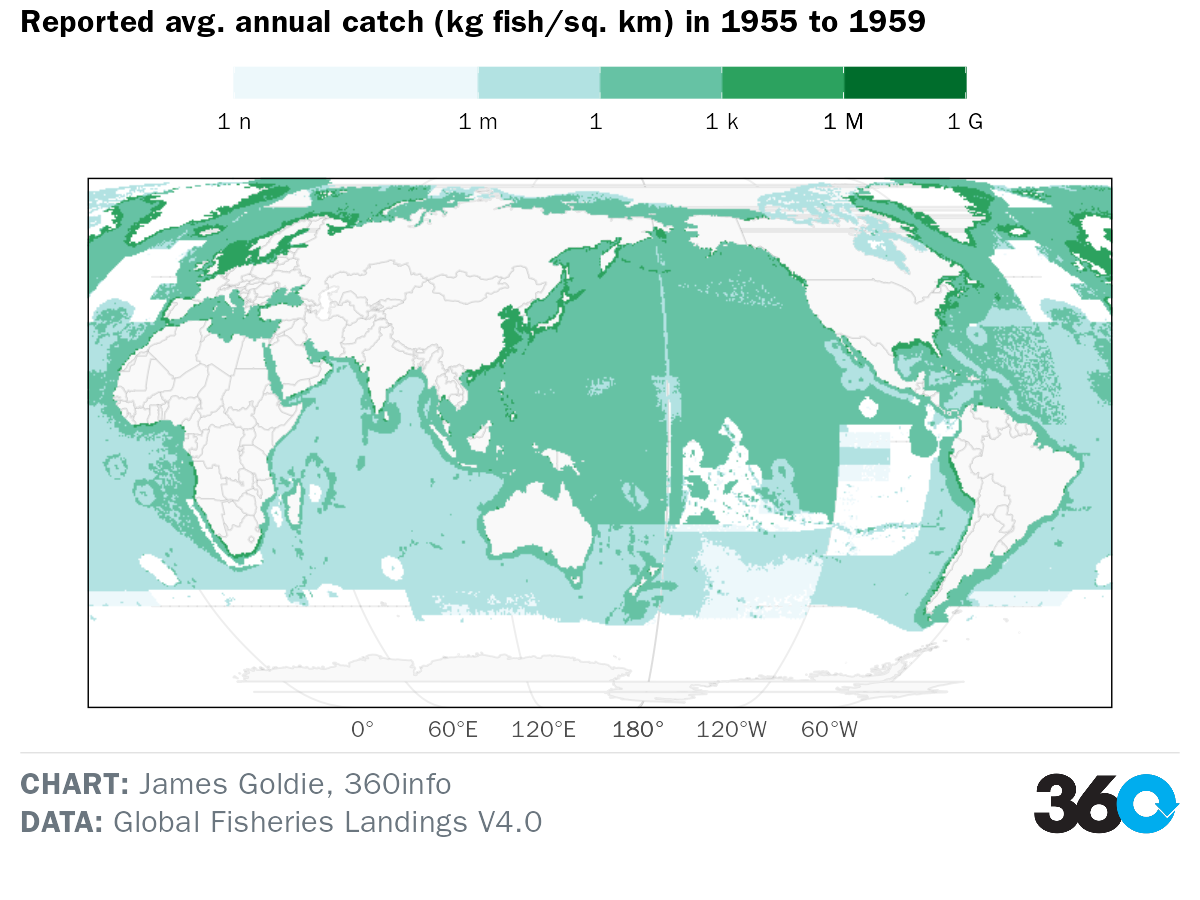 Reported avg. annual catch (kg fish/sq. km) in 1955 to 1959
1 n 1 m 1 1 k 1 M 1 G
0° 60°E 120°E 180° 120°W 60°W
CHART: James Goldie, 360info
DATA: Global Fisheries Landings V4.0
360